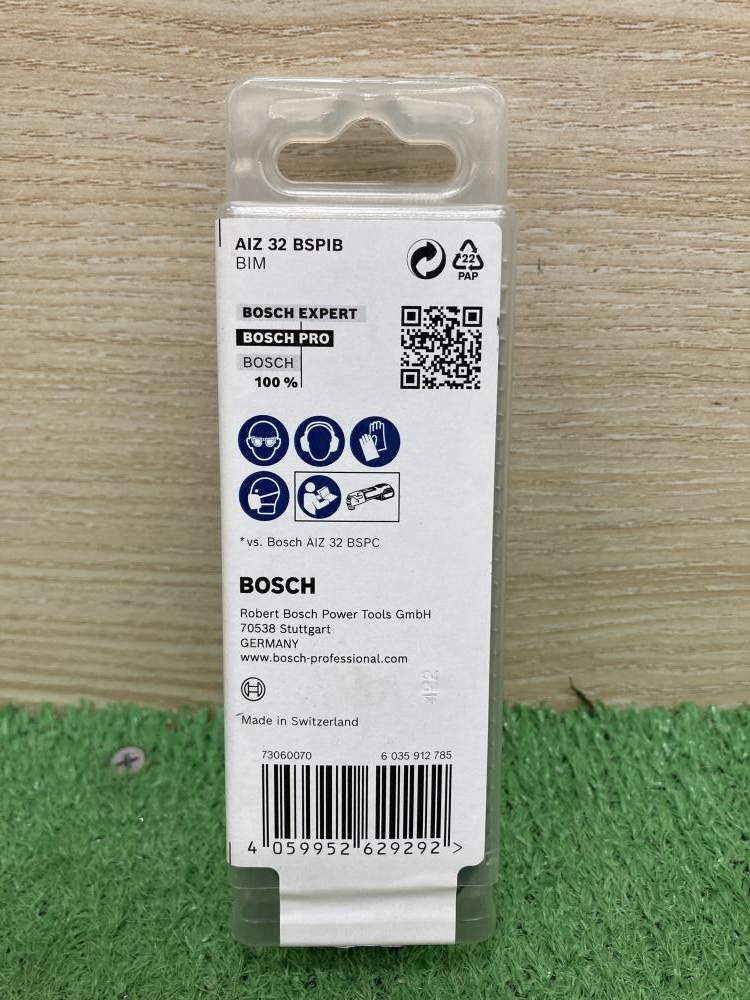 AIZ 32 BSPIB
BIM
22
PAP
BOSCH EXPERT
BOSCH PRO
BOSCH
100 %
*vs. Bosch AIZ 32 BSPC
BOSCH
Robert Bosch Power Tools GmbH
70538 Stuttgart
GERMANY
www.bosch-professional.com
422
Made in Switzerland
73060070 6 035 912 785
4 059952 629292 >